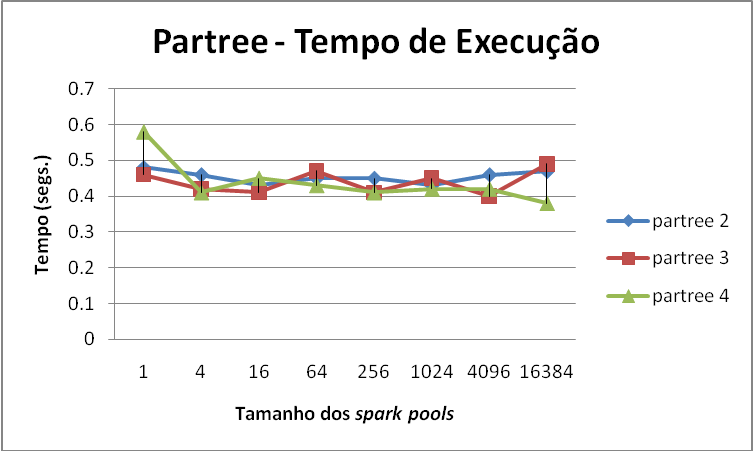 Partree - Tempo de Execução
0.7
0.6
0.5
0.4
0.3
0.2
0.1
0
Tempo (segs.)
1 4 16 64 256 1024 4096 16384
Tamanho dos spark pools
partree 2
partree 3
partree 4